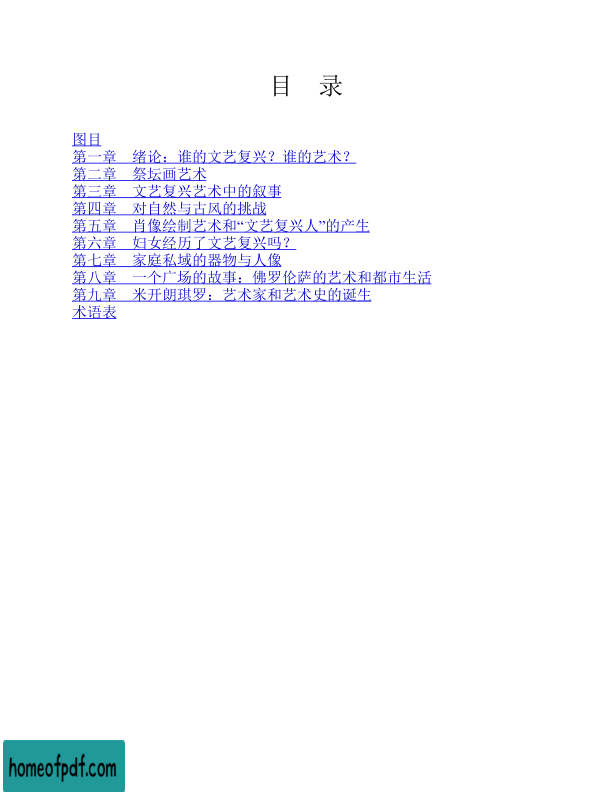 目 录
图目
第一章 绪论：谁的文艺复兴？谁的艺术？
第二章 祭坛画艺术
第三章 文艺复兴艺术中的叙事
第四章 对自然与古风的挑战
第五章 肖像绘制艺术和“文艺复兴人”的产生
第六章 妇女经历了文艺复兴吗？
第七章 家庭私域的器物与人像
第八章 一个广场的故事；佛罗伦萨的艺术和都市生活
第九章 米开朗琪罗：艺术家和艺术史的诞生
术语表
homeofpdf.com